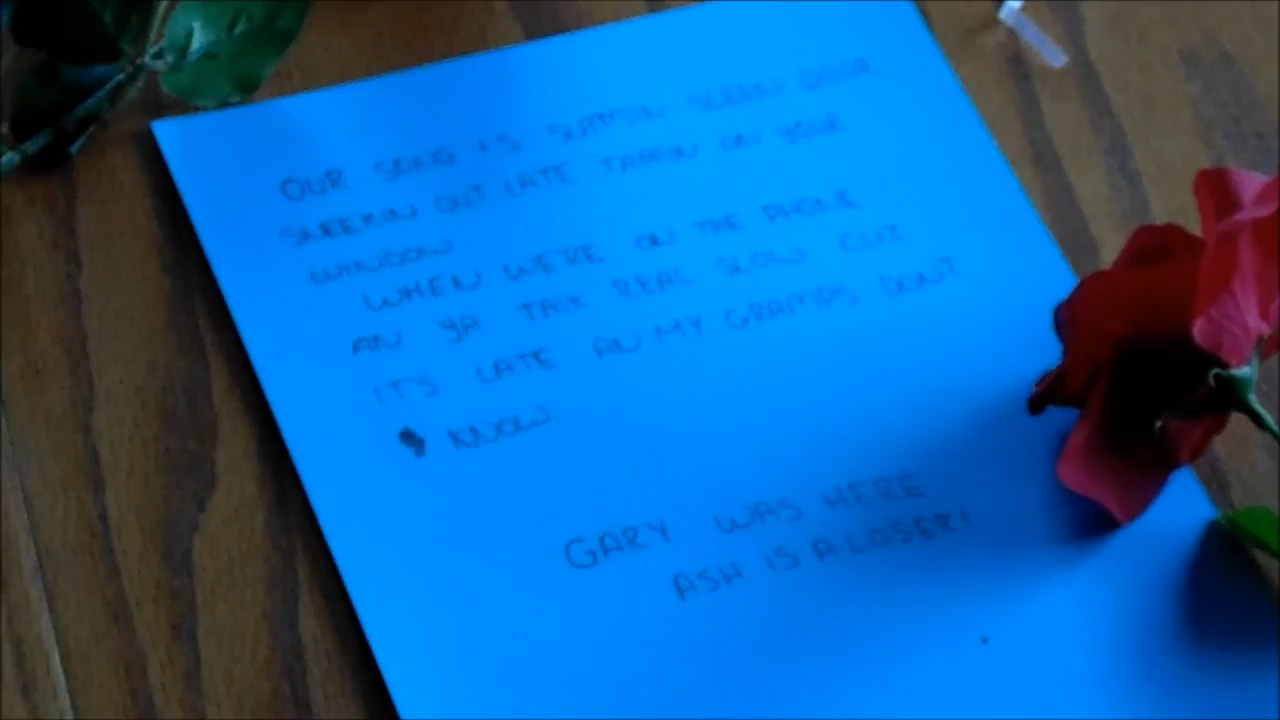 OUR SONG IS SLAMMIN SCREEN DOOR
SNEEKIN OUT LATE TAPPIN ON YOUR
WINDOW
WHEN WE'RE ON THE PHONE
AN YA TALK REAL SLOW CUZ
IT'S LATE AN MY GRAMPS DON'T
KNOW.
GARY WAS HERE
ASH IS A LOSER!